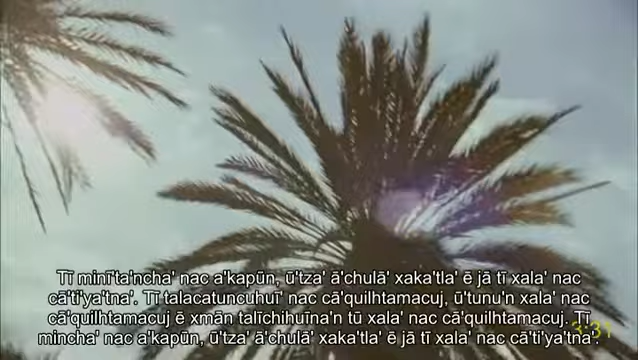 Tī minī'ta'ncha' nac a'kapūn, ū'tza' ā'chulā' xaka'tla' ē jā tī xala' nac
cā'ti'ya'tna'. Tī talacatuncuhuī' nac cā'quilhtamacuj, ū'tunu'n xala' nac
cā'quilhtamacuj ē xmān talīchihuīna'n tū xala' nac cā'quilhtamacuj. Tī
mincha' nac a'kapūn, ū'tza' ā'chulā' xaka'tla' ē jā tī xala' nac cā'ti'ya'tna'.
3:31